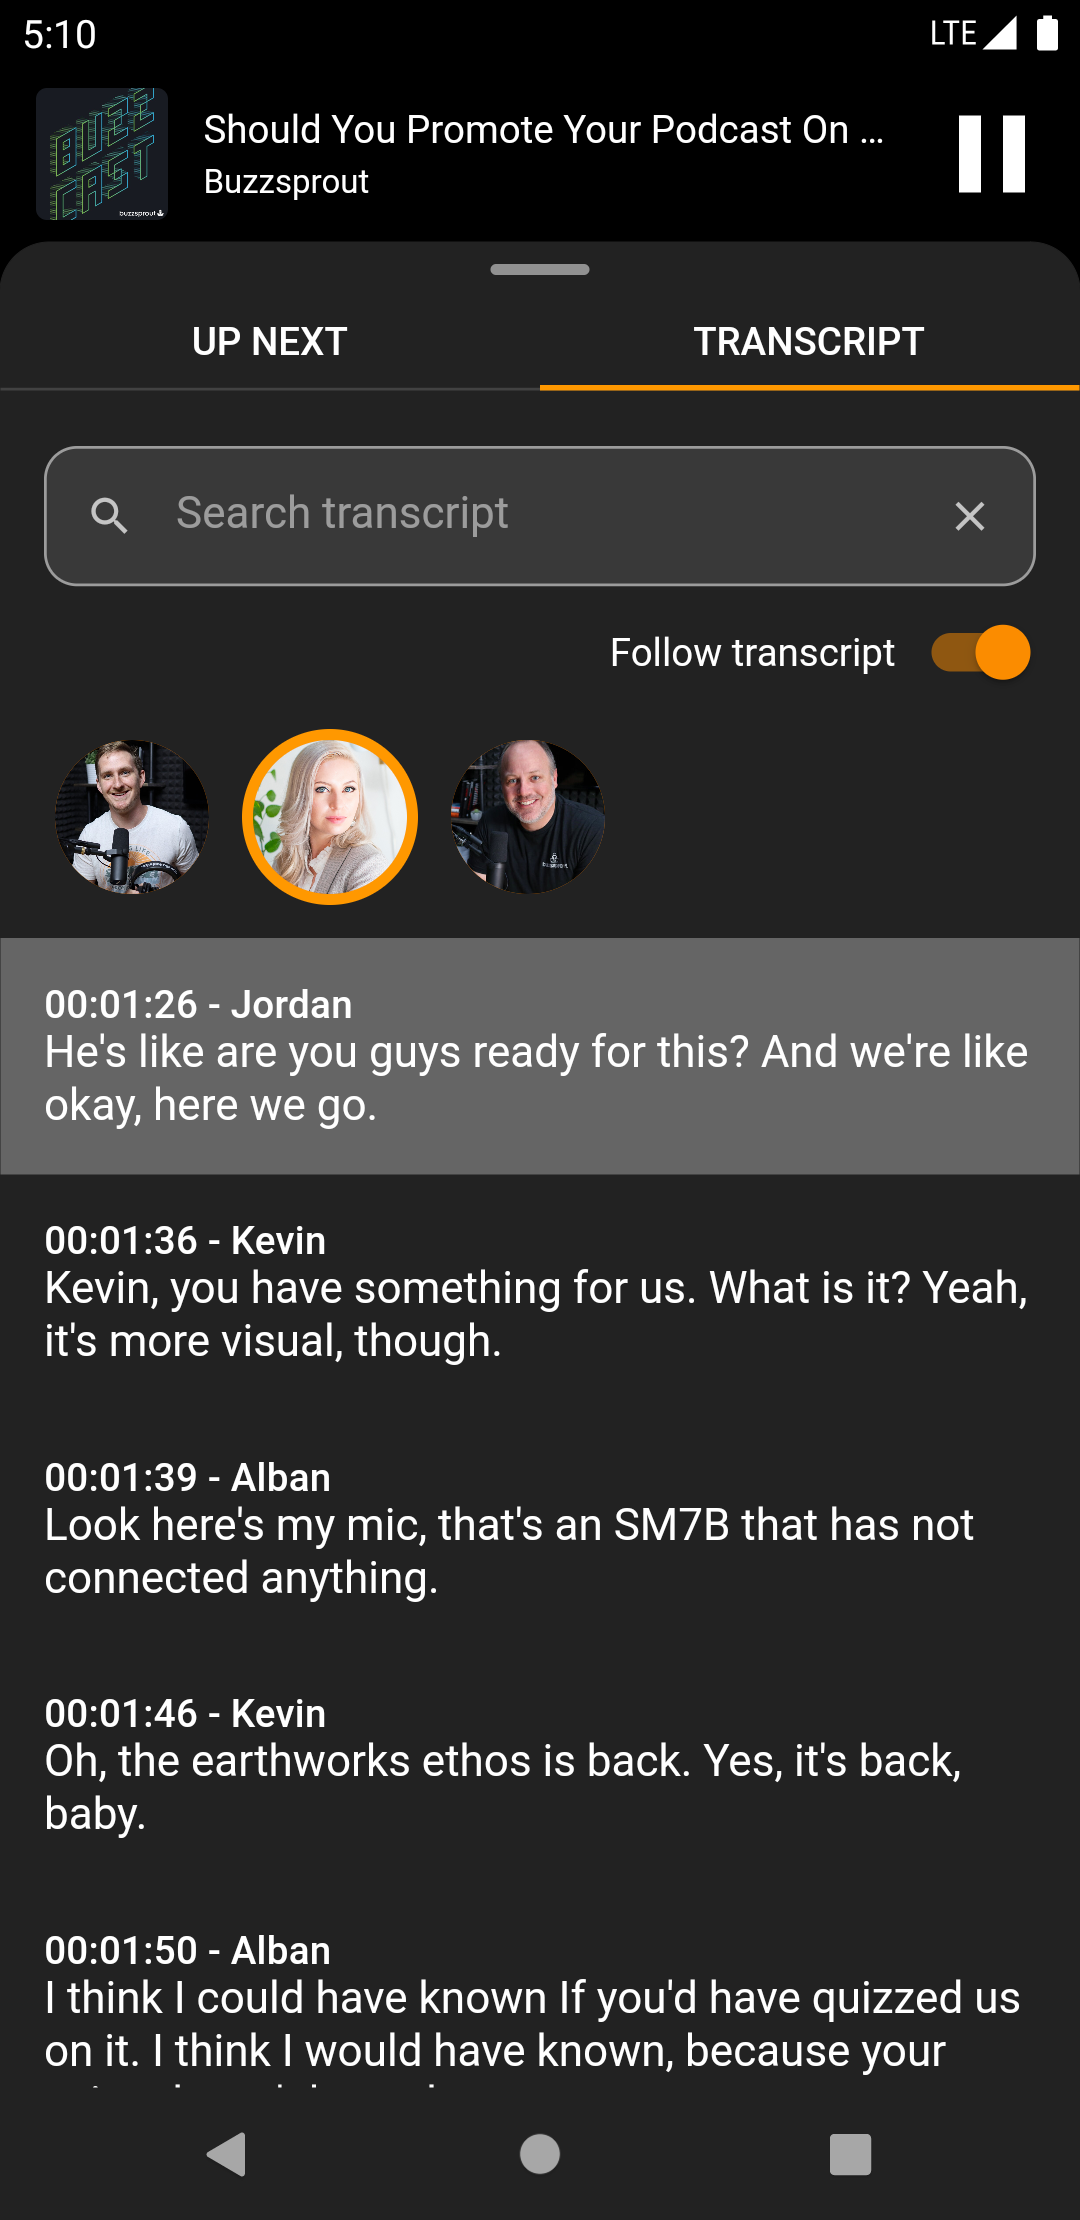 5:10
LTE
BUZZ
CAST
buzzsprout
Should You Promote Your Podcast On ...
Buzzsprout
UP NEXT
TRANSCRIPT
Search transcript
Follow transcript
00:01:26 - Jordan
He's like are you guys ready for this? And we're like
okay, here we go.
00:01:36 - Kevin
Kevin, you have something for us. What is it? Yeah,
it's more visual, though.
00:01:39 - Alban
Look here's my mic, that's an SM7B that has not
connected anything.
00:01:46 - Kevin
Oh, the earthworks ethos is back. Yes, it's back,
baby.
00:01:50 - Alban
I think I could have known If you'd have quizzed us
on it. I think I would have known, because your